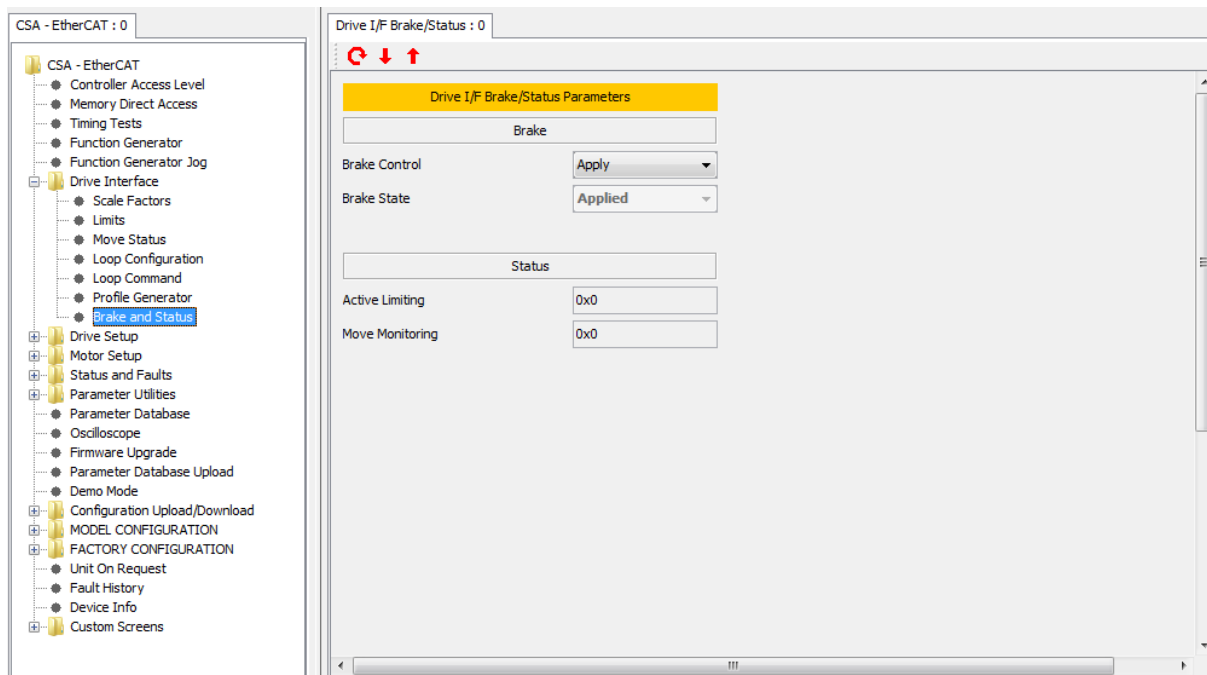 CSA - EtherCAT : 0
CSA - EtherCAT
Controller Access Level
Memory Direct Access
Timing Tests
Function Generator
Function Generator Jog
Drive Interface
Scale Factors
Limits
Move Status
Loop Configuration
Loop Command
Profile Generator
Brake and Status
Drive Setup
Motor Setup
Status and Faults
Parameter Utilities
Parameter Database
Oscilloscope
Firmware Upgrade
Parameter Database Upload
Demo Mode
Configuration Upload/Download
MODEL CONFIGURATION
FACTORY CONFIGURATION
Unit On Request
Fault History
Device Info
Custom Screens
Drive I/F Brake/Status : 0
Drive I/F Brake/Status Parameters
Brake
Brake Control Apply
Brake State Applied
Status
Active Limiting 0x0
Move Monitoring 0x0